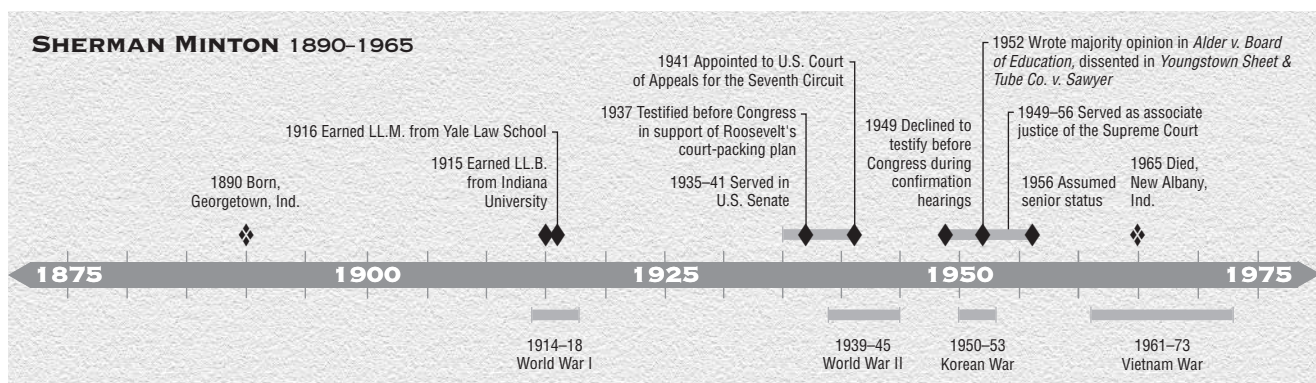 SHERMAN MINTON 1890–1965
1890 Born,
Georgetown, Ind.
1916 Earned LL.M. from Yale Law School
1915 Earned LL.B.
from Indiana
University
1941 Appointed to U.S. Court
of Appeals for the Seventh Circuit
1937 Testified before Congress
in support of Roosevelt's
court-packing plan
1935–41 Served in
U.S. Senate
1949 Declined to
testify before
Congress during
confirmation
hearings
1952 Wrote majority opinion in Alder v. Board
of Education, dissented in Youngstown Sheet &
Tube Co. v. Sawyer
1949–56 Served as associate
justice of the Supreme Court
1956 Assumed
senior status
1965 Died,
New Albany,
Ind.
1875 1900 1925 1950 1975
1914–18
World War I
1939–45
World War II
1950–53
Korean War
1961–73
Vietnam War